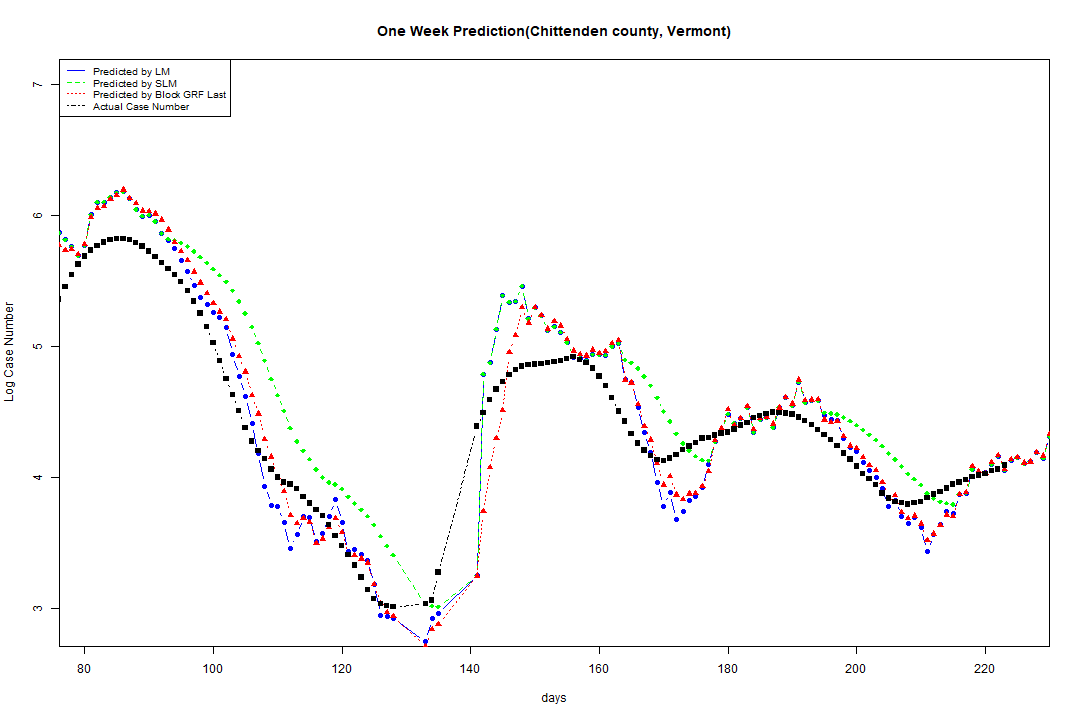 One Week Prediction(Chittenden county, Vermont)
Predicted by LM
Predicted by SLM
Predicted by Block GRF Last
Actual Case Number
Log Case Number
7
6
5
4
3
80 100 120 140 160 180 200 220
days